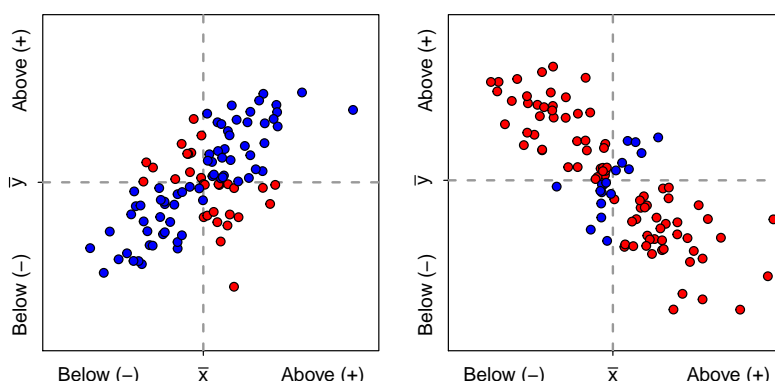 Above (+)
y̅
Below (−)
Below (−) x̅ Above (+)
Above (+)
y̅
Below (−)
Below (−) x̅ Above (+)